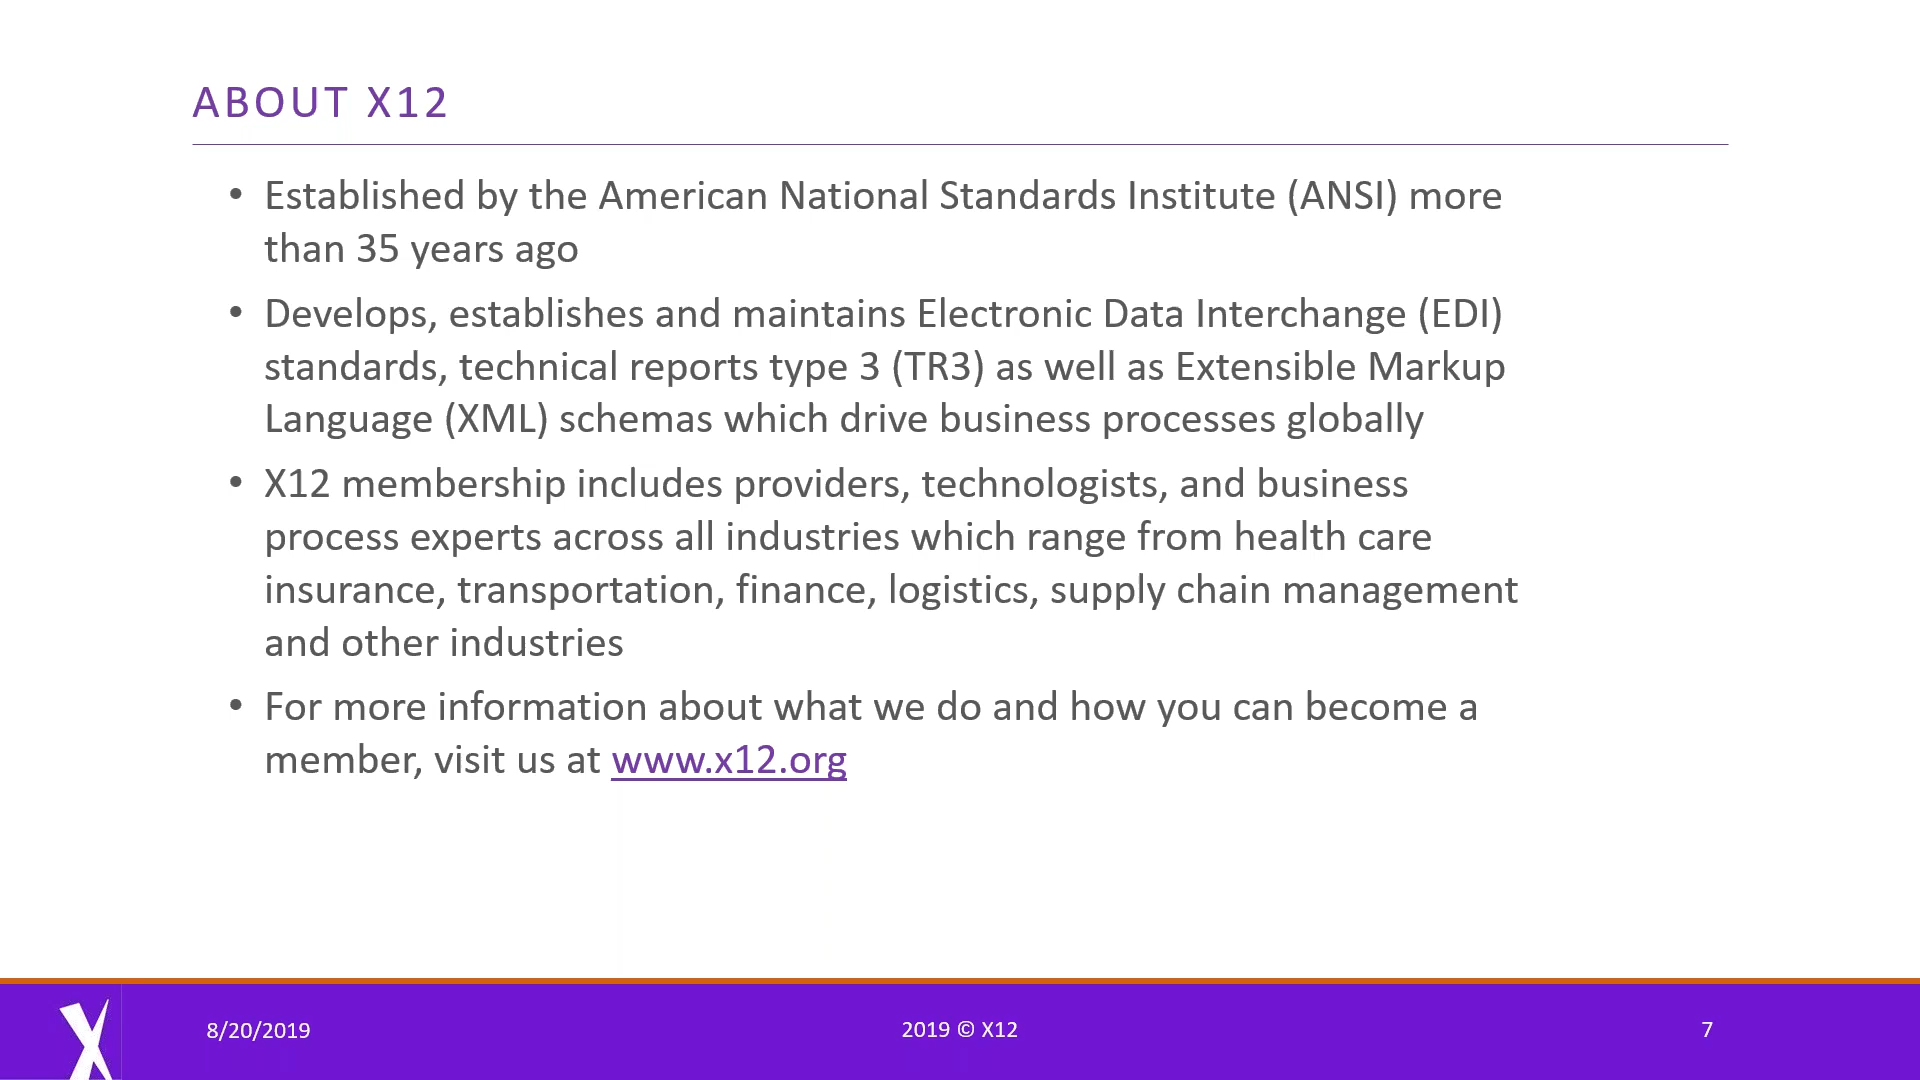 ABOUT X12
• Established by the American National Standards Institute (ANSI) more
than 35 years ago
• Develops, establishes and maintains Electronic Data Interchange (EDI)
standards, technical reports type 3 (TR3) as well as Extensible Markup
Language (XML) schemas which drive business processes globally
• X12 membership includes providers, technologists, and business
process experts across all industries which range from health care
insurance, transportation, finance, logistics, supply chain management
and other industries
• For more information about what we do and how you can become a
member, visit us at www.x12.org
X
8/20/2019
2019 © X12
7